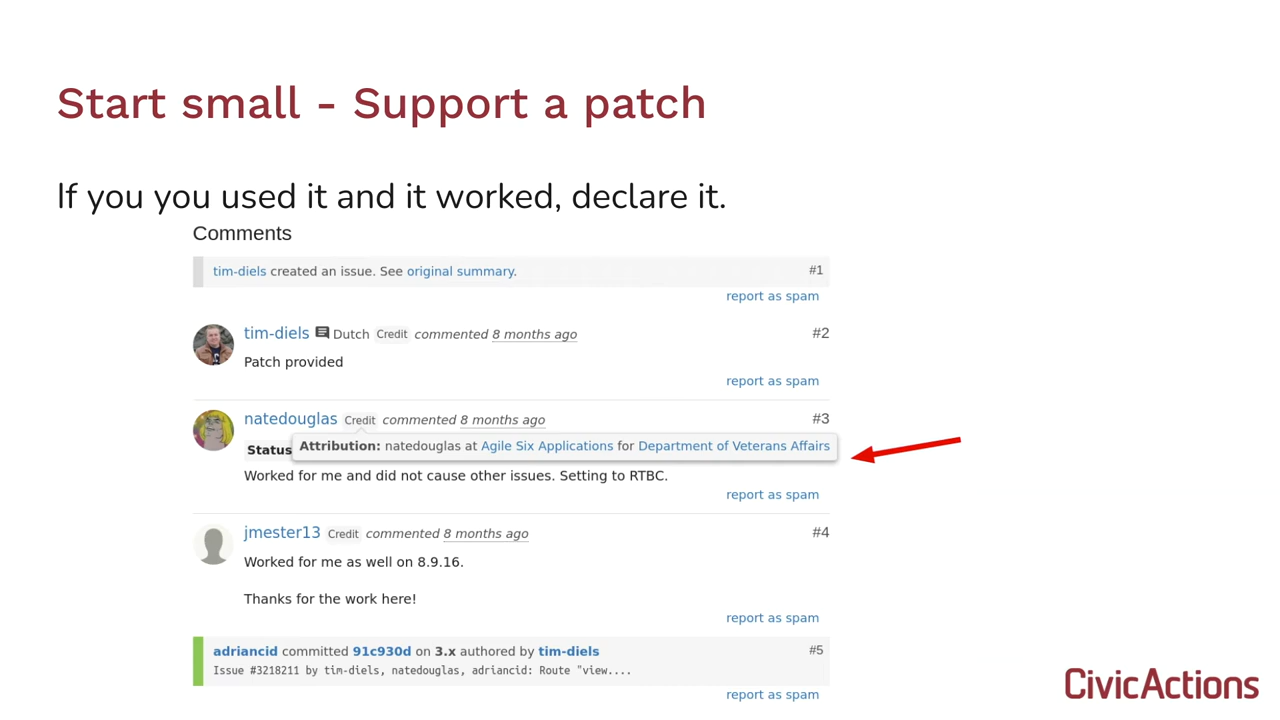 Start small - Support a patch
If you you used it and it worked, declare it.
Comments
tim-diels created an issue. See original summary. #1
report as spam
tim-diels Dutch Credit commented 8 months ago #2
Patch provided
report as spam
natedouglas Credit commented 8 months ago #3
Status Attribution: natedouglas at Agile Six Applications for Department of Veterans Affairs
Worked for me and did not cause other issues. Setting to RTBC.
report as spam
jmester13 Credit commented 8 months ago #4
Worked for me as well on 8.9.16.
Thanks for the work here!
report as spam
adriancid committed 91c930d on 3.x authored by tim-diels #5
Issue #3218211 by tim-diels, natedouglas, adriancid: Route "view....
report as spam
CivicActions